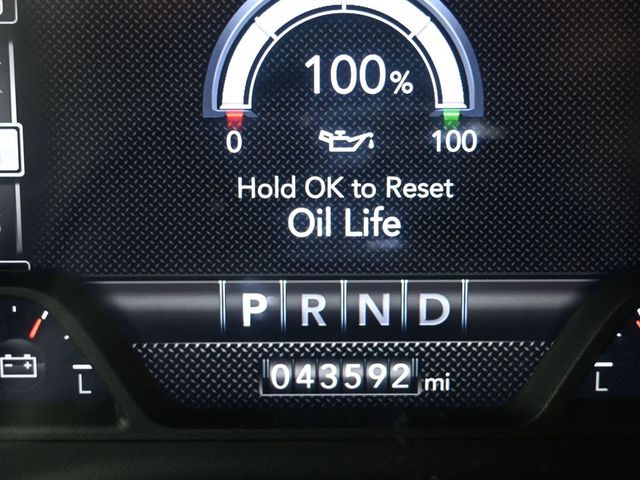 100%
0
100
Hold OK to Reset
Oil Life
P R N D
043592 mi
L
L